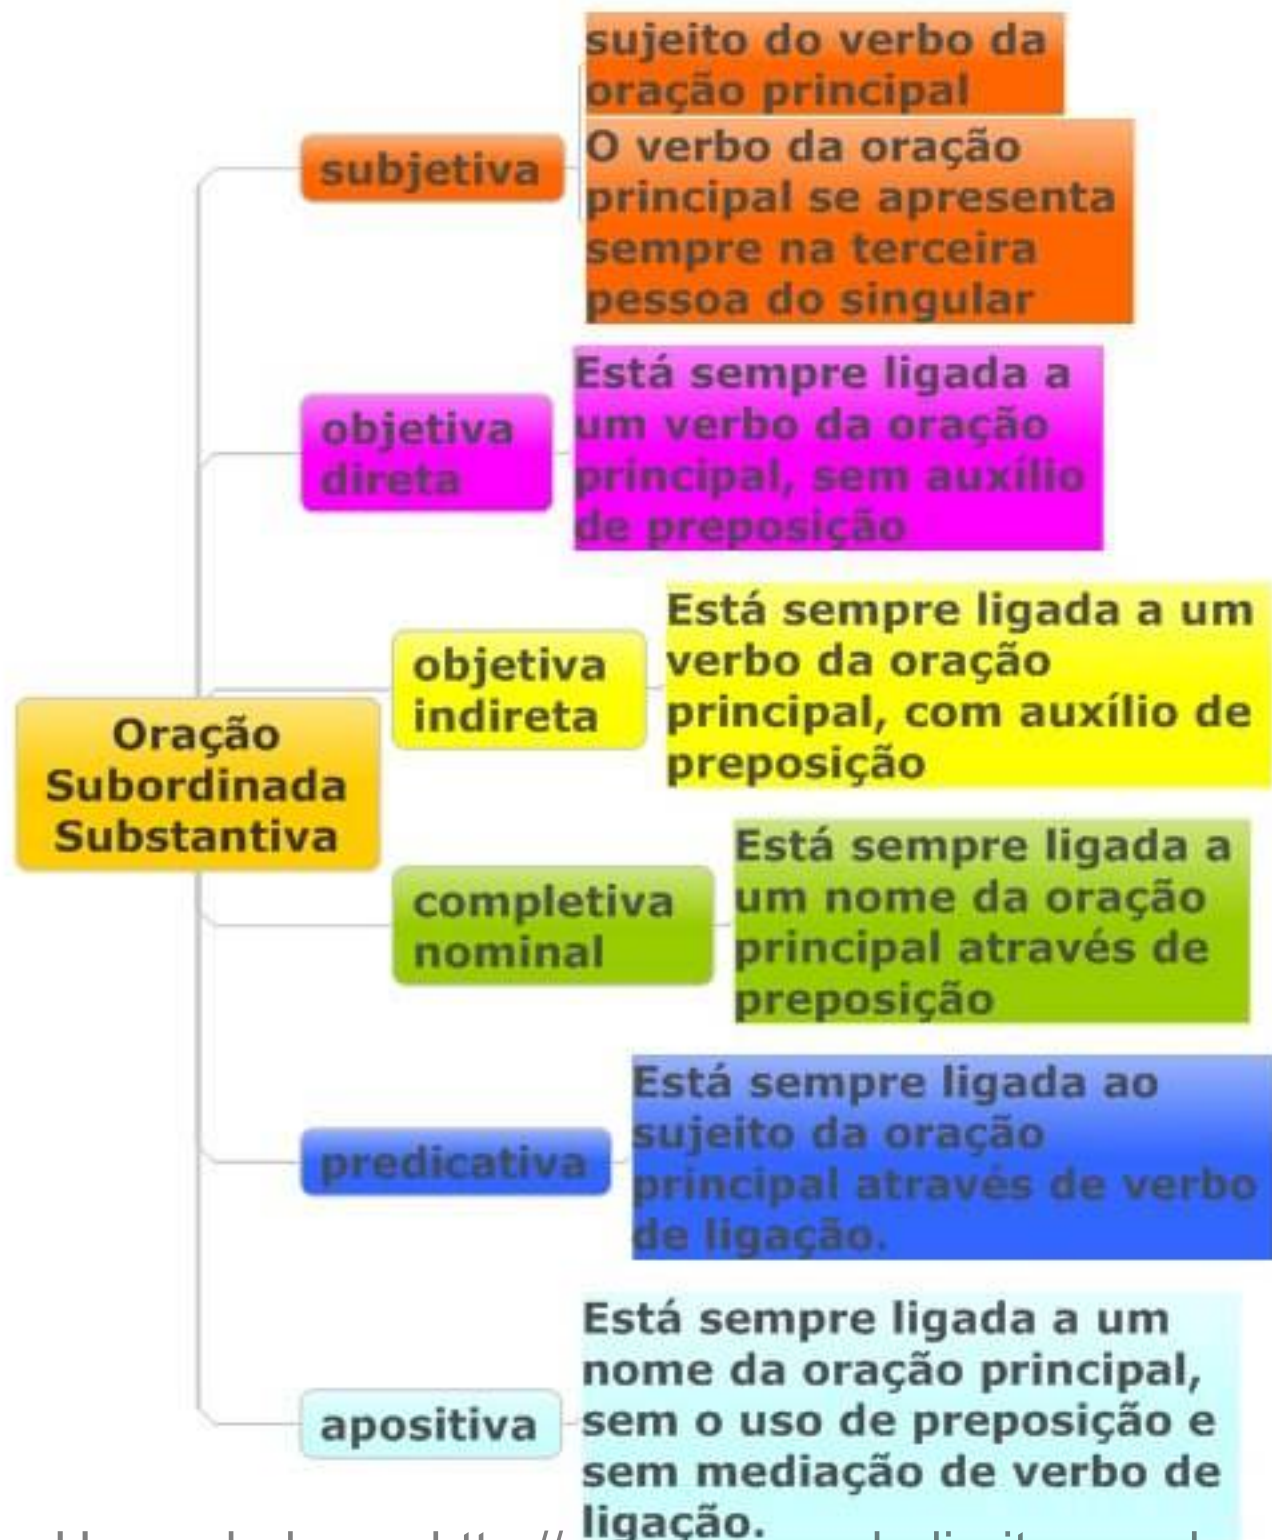 sujeito do verbo da
oração principal
subjetiva
O verbo da oração
principal se apresenta
sempre na terceira
pessoa do singular
objetiva
direta
Está sempre ligada a
um verbo da oração
principal, sem auxílio
de preposição
objetiva
indireta
Está sempre ligada a um
verbo da oração
principal, com auxílio de
preposição
Oração
Subordinada
Substantiva
completiva
nominal
Está sempre ligada a
um nome da oração
principal através de
preposição
predicativa
Está sempre ligada ao
sujeito da oração
principal através de verbo
de ligação.
apositiva
Está sempre ligada a um
nome da oração principal,
sem o uso de preposição e
sem mediação de verbo de
ligação.